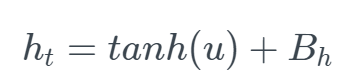 h_t = tanh(u) + B_h